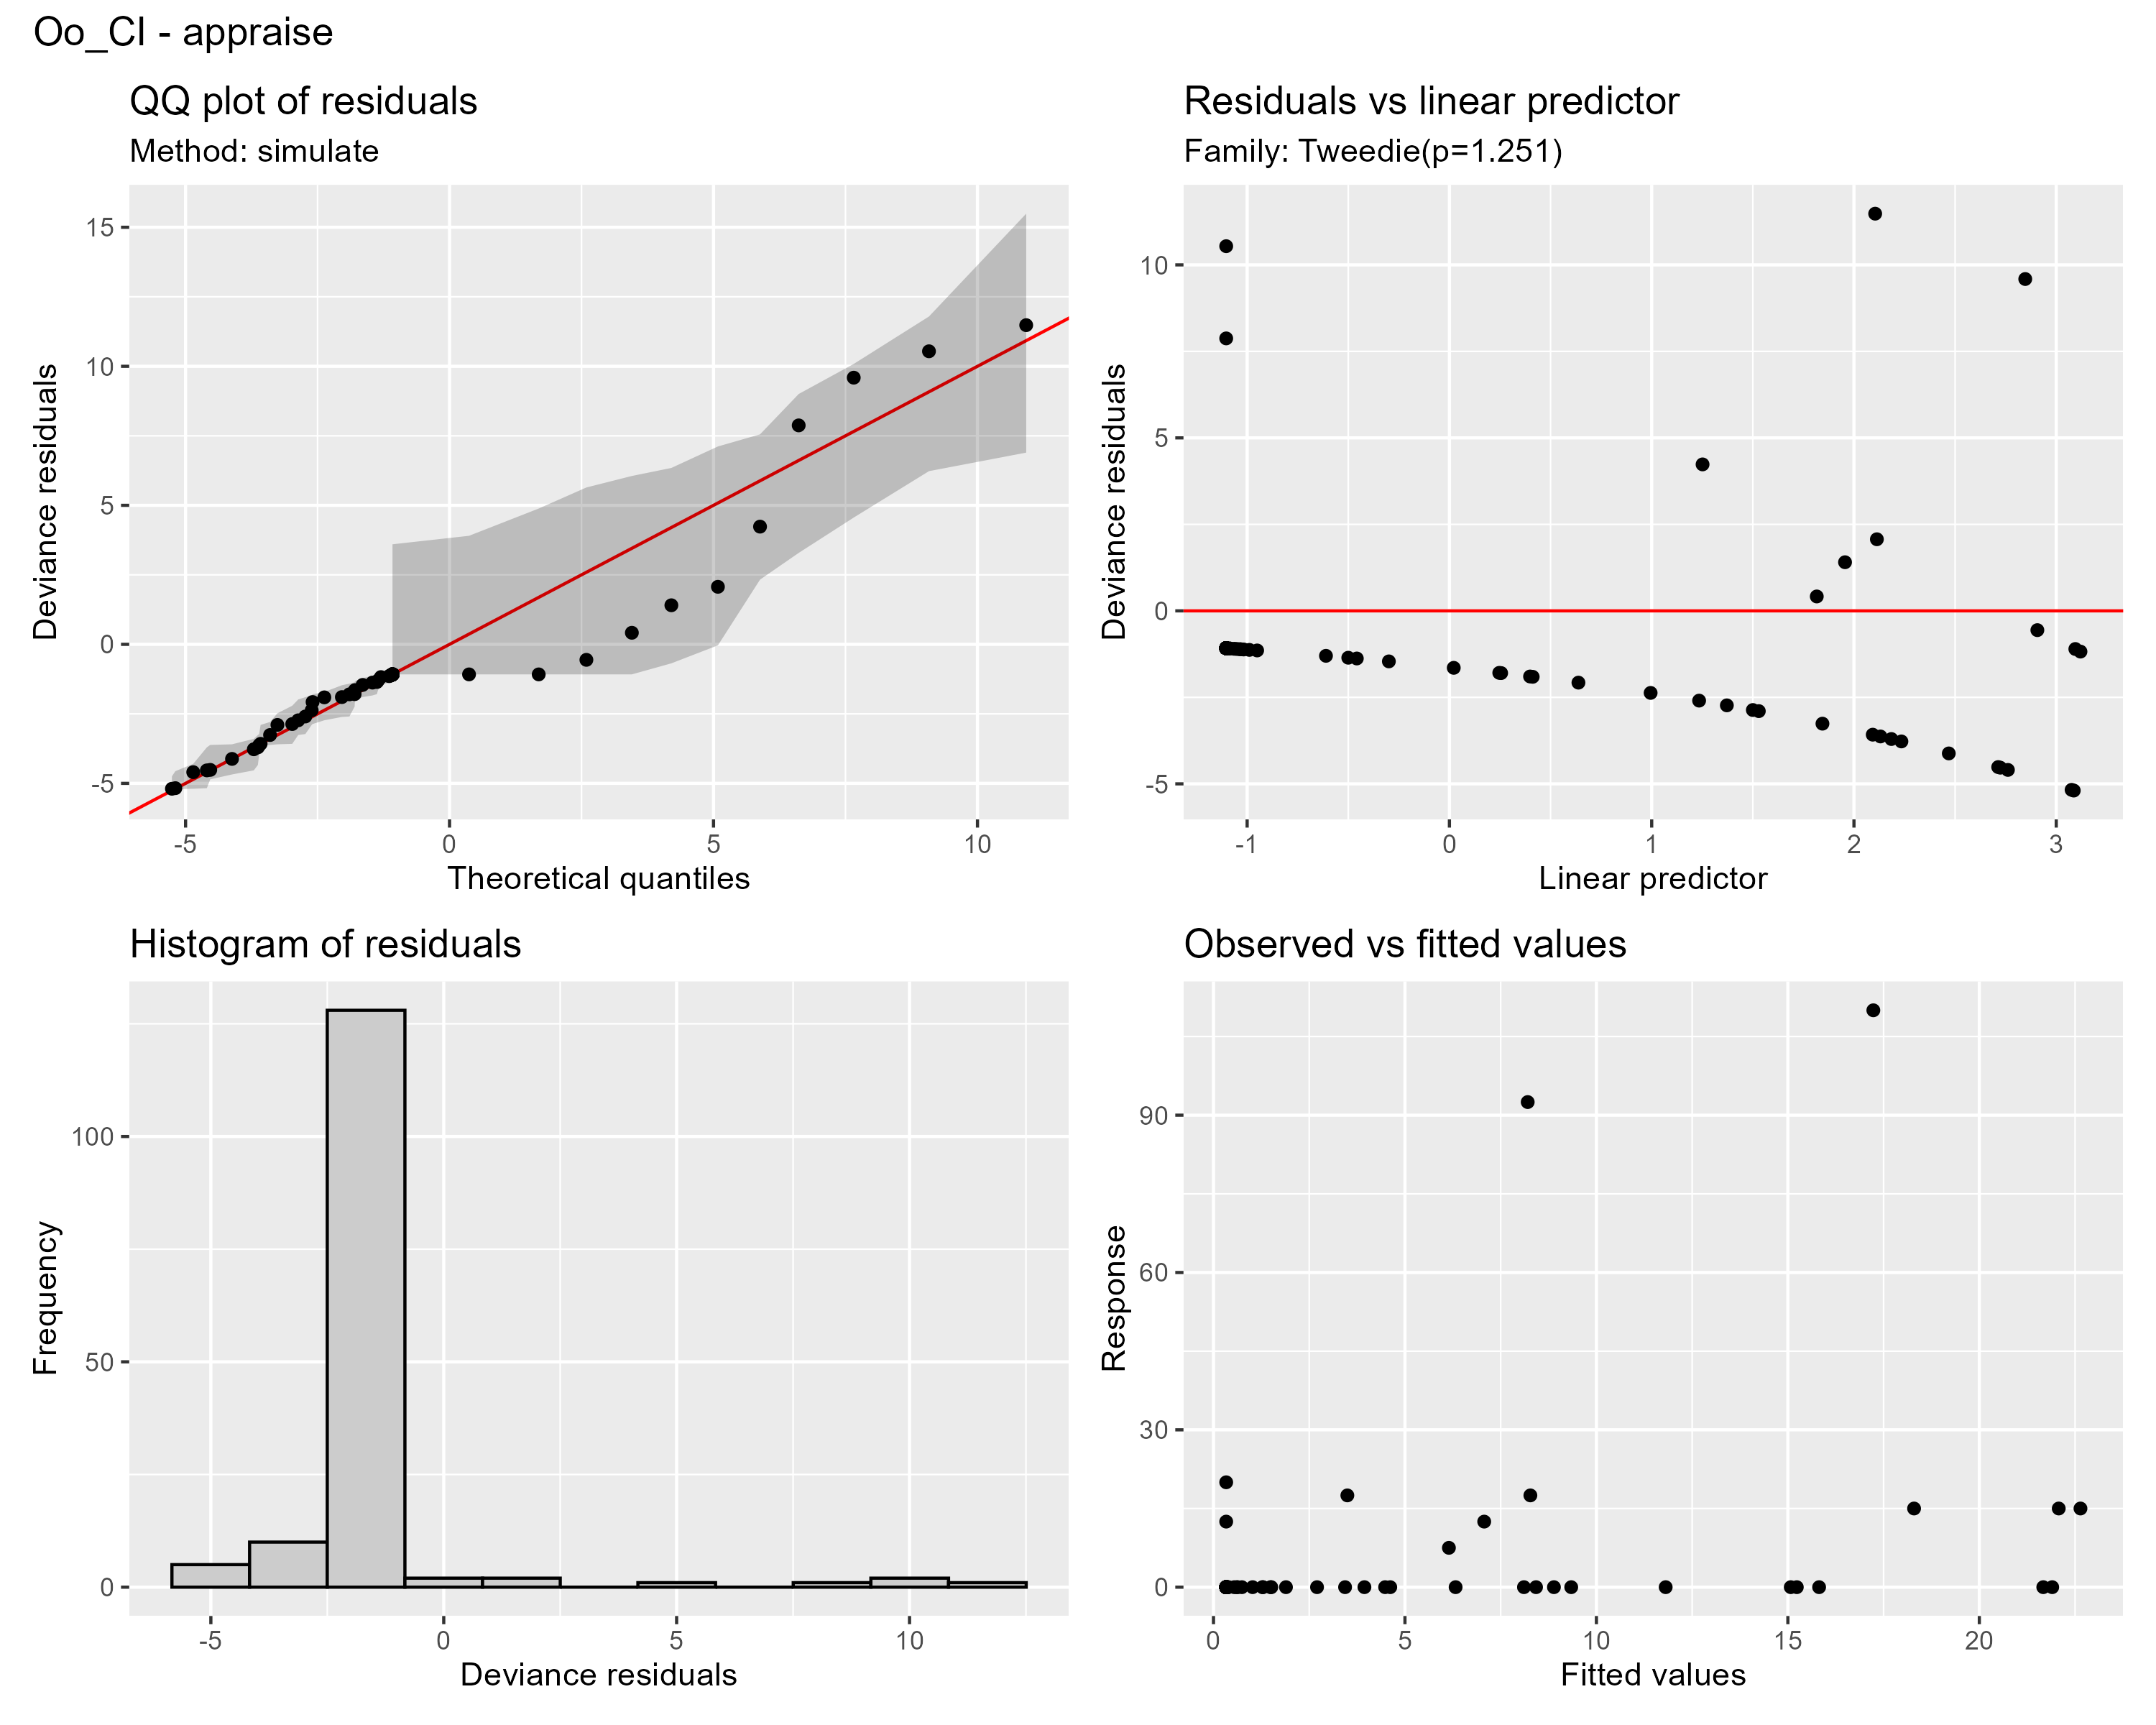 Oo_CI - appraise
QQ plot of residuals
Method: simulate
15
10
5
0
-5
-5
0
5
10
Deviance residuals
Theoretical quantiles
Residuals vs linear predictor
Family: Tweedie(p=1.251)
10
5
0
-5
-1
0
1
2
3
Deviance residuals
Linear predictor
Histogram of residuals
100
50
0
-5
0
5
10
Frequency
Deviance residuals
Observed vs fitted values
90
60
30
0
0
5
10
15
20
Response
Fitted values